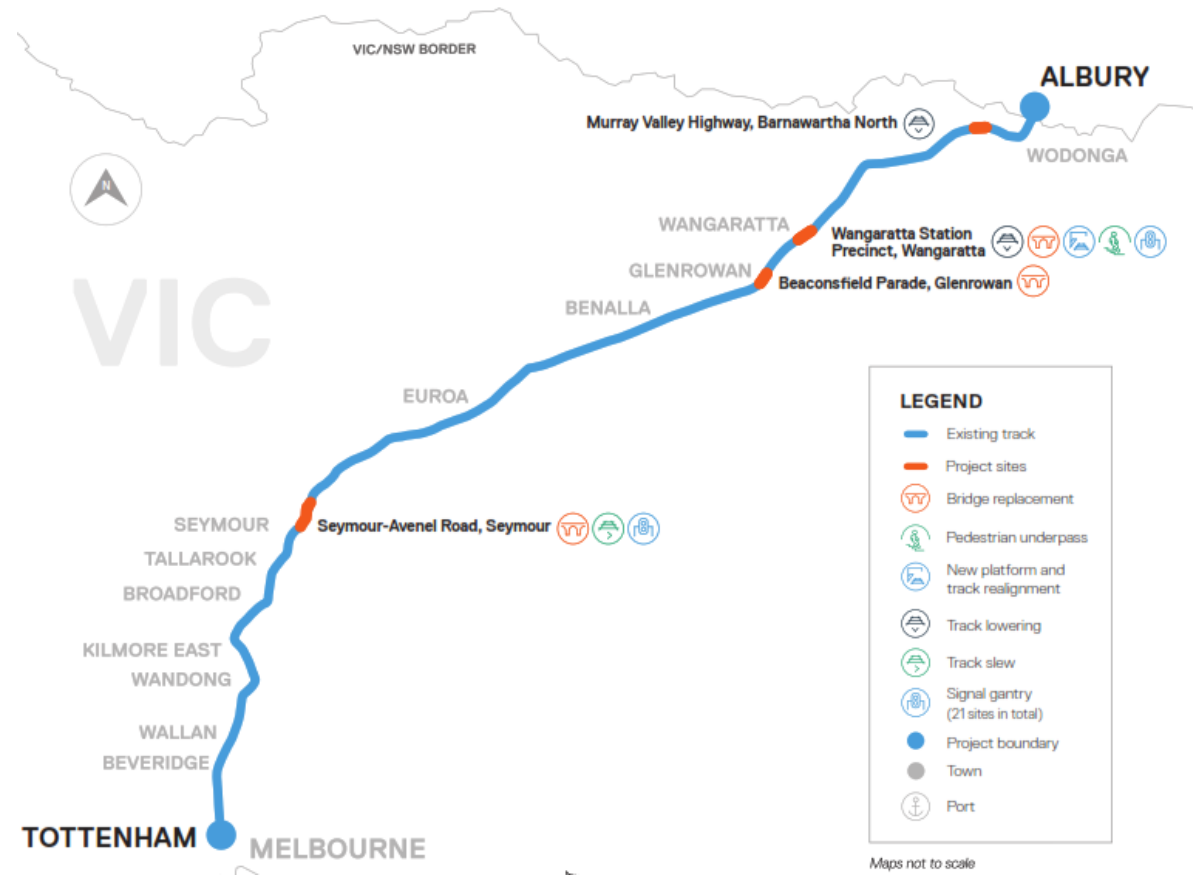 VIC/NSW BORDER
ALBURY
Murray Valley Highway, Barnawartha North
WODONGA
N
WANGARATTA
Wangaratta Station
Precinct, Wangaratta
GLENROWAN
Beaconsfield Parade, Glenrowan
VIC
BENALLA
EUROA
SEYMOUR
Seymour-Avenel Road, Seymour
TALLAROOK
BROADFORD
KILMORE EAST
WANDONG
WALLAN
BEVERIDGE
TOTTENHAM
MELBOURNE
LEGEND
Existing track
Project sites
Bridge replacement
Pedestrian underpass
New platform and
track realignment
Track lowering
Track slew
Signal gantry
(21 sites in total)
Project boundary
Town
Port
Maps not to scale